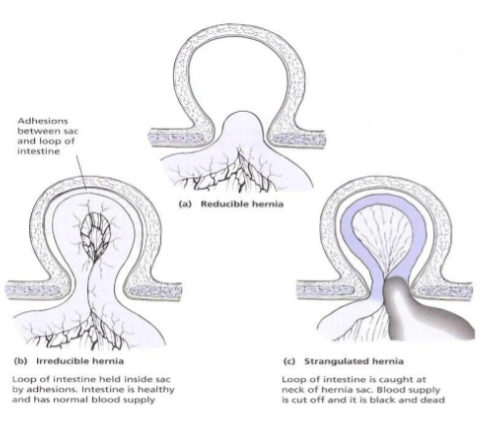 Adhesions
between sac
and loop of
intestine
(a) Reducible hernia
(b) Irreducible hernia
Loop of intestine held inside sac
by adhesions. Intestine is healthy
and has normal blood supply
(c) Strangulated hernia
Loop of intestine is caught at
neck of hernia sac. Blood supply
is cut off and it is black and dead